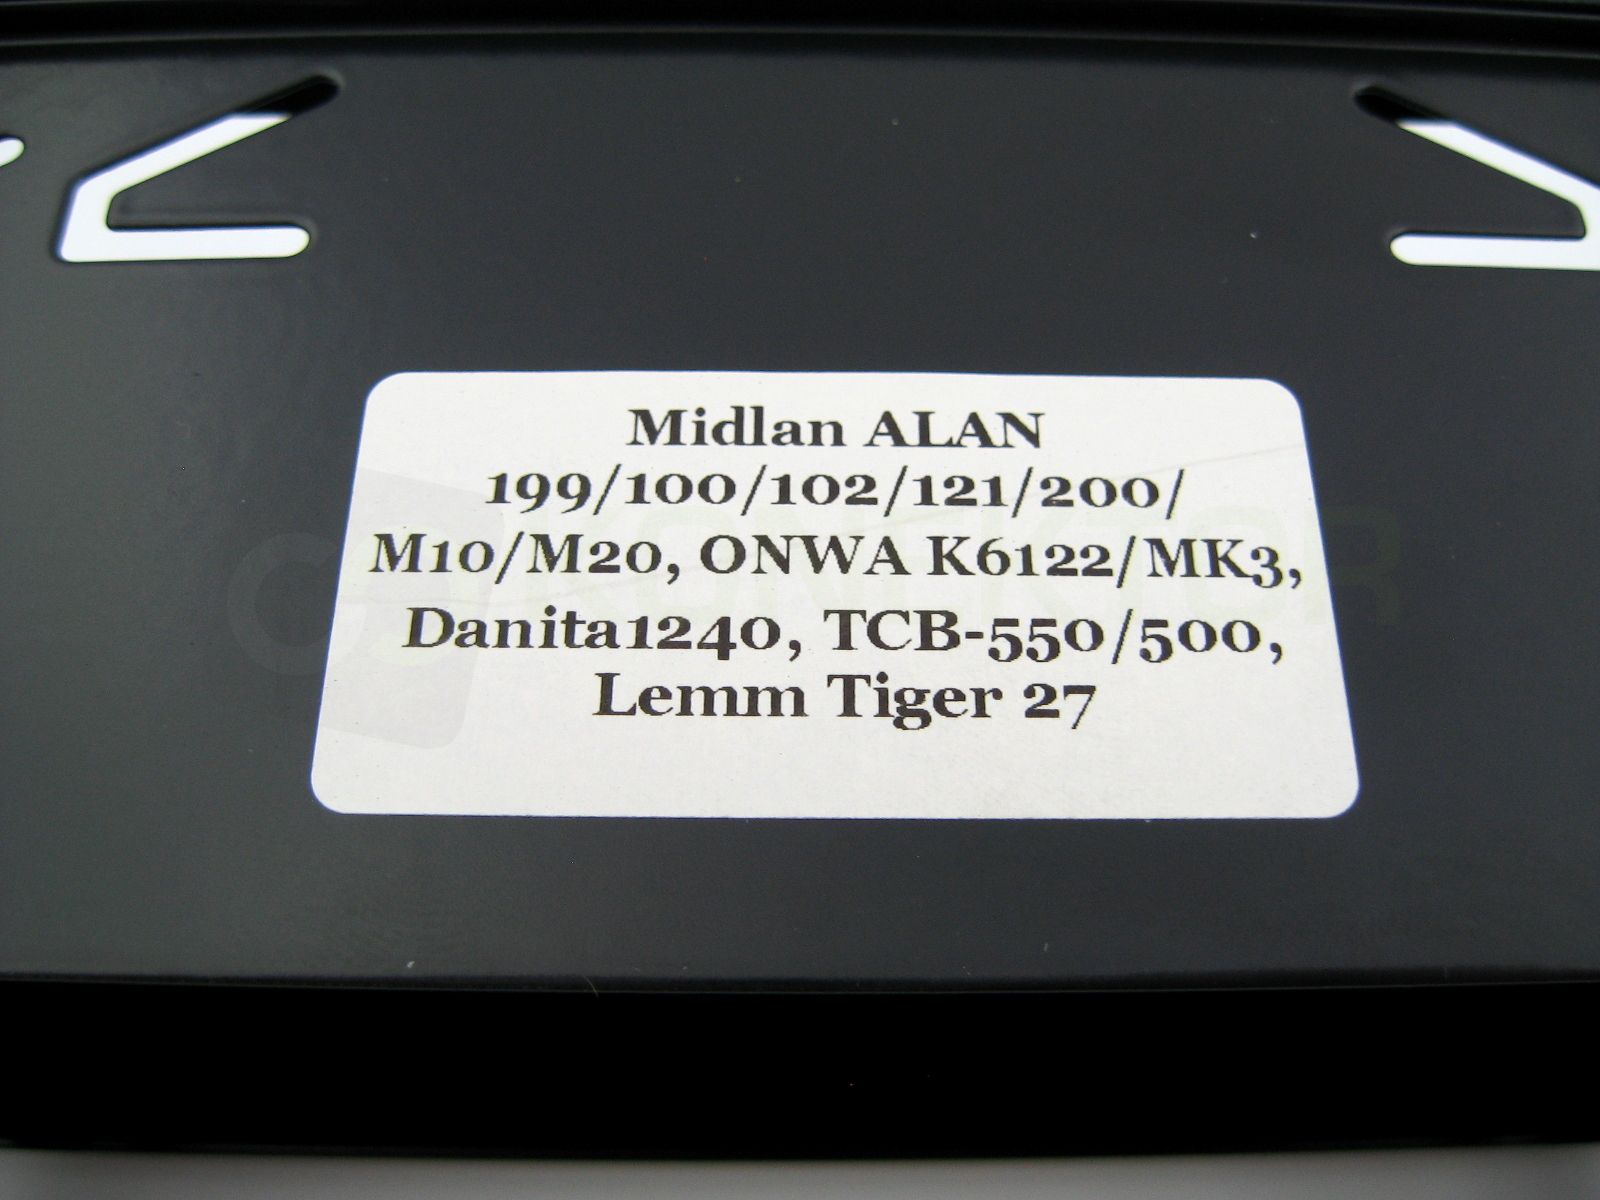 Midlan ALAN
199/100/102/121/200/
M10/M20, ONWA K6122/MK3,
Danita1240, TCB-550/500,
Lemm Tiger 27